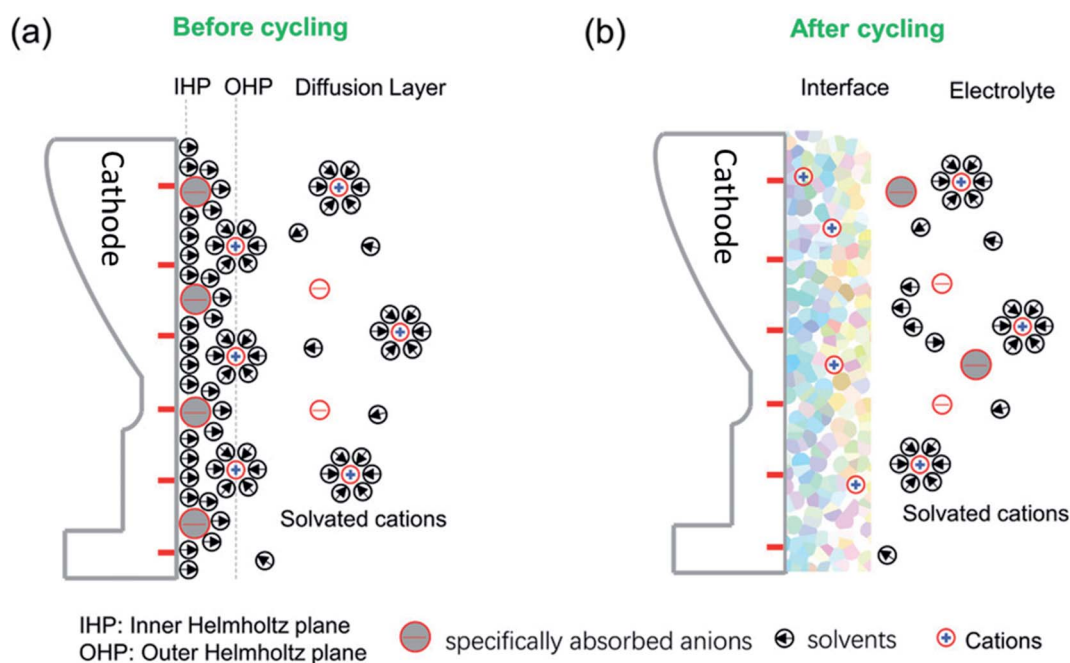 (a)
Before cycling
IHP
OHP
Diffusion Layer
Cathode
Solvated cations
(b)
After cycling
Interface
Electrolyte
Cathode
Solvated cations
IHP: Inner Helmholtz plane
OHP: Outer Helmholtz plane
specifically absorbed anions
solvents
Cations